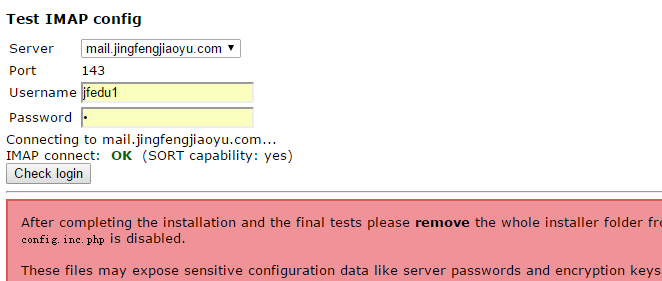 Test IMAP config
Server mail.jingfengjiaoyu.com
Port 143
Username jfedu1
Password •
Connecting to mail.jingfengjiaoyu.com...
IMAP connect: OK (SORT capability: yes)
Check login
After completing the installation and the final tests please remove the whole installer folder
config.inc.php is disabled.
These files may expose sensitive configuration data like server passwords and encryption keys